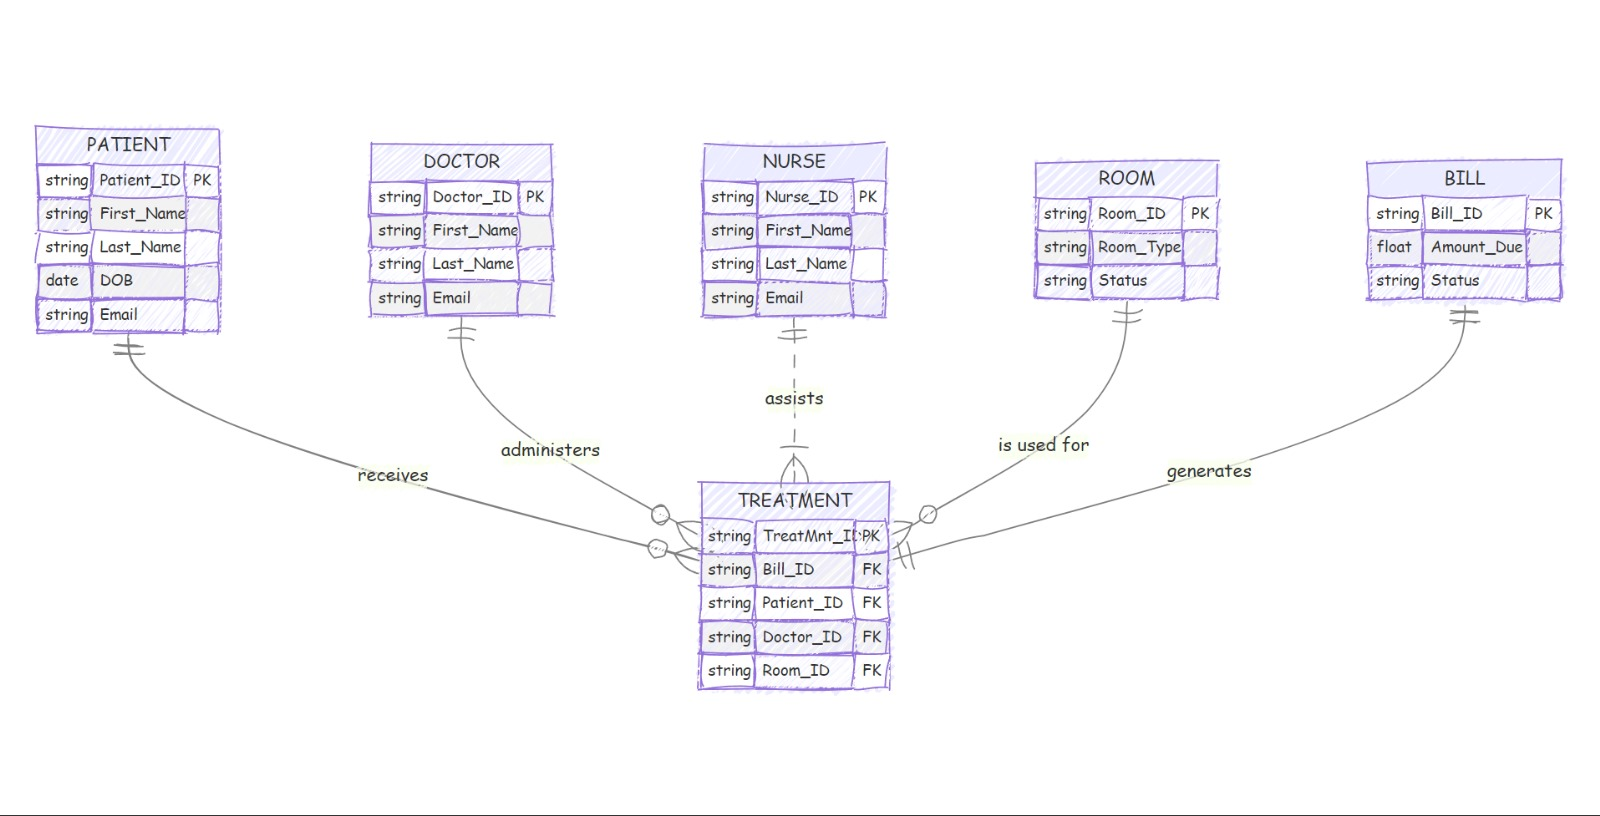 PATIENT
string Patient_ID PK
string First_Name
string Last_Name
date DOB
string Email
DOCTOR
string Doctor_ID PK
string First_Name
string Last_Name
string Email
NURSE
string Nurse_ID PK
string First_Name
string Last_Name
string Email
ROOM
string Room_ID PK
string Room_Type
string Status
BILL
string Bill_ID PK
float Amount_Due
string Status
receives
administers
assists
is used for
generates
TREATMENT
string TreatMnt_ID PK
string Bill_ID FK
string Patient_ID FK
string Doctor_ID FK
string Room_ID FK